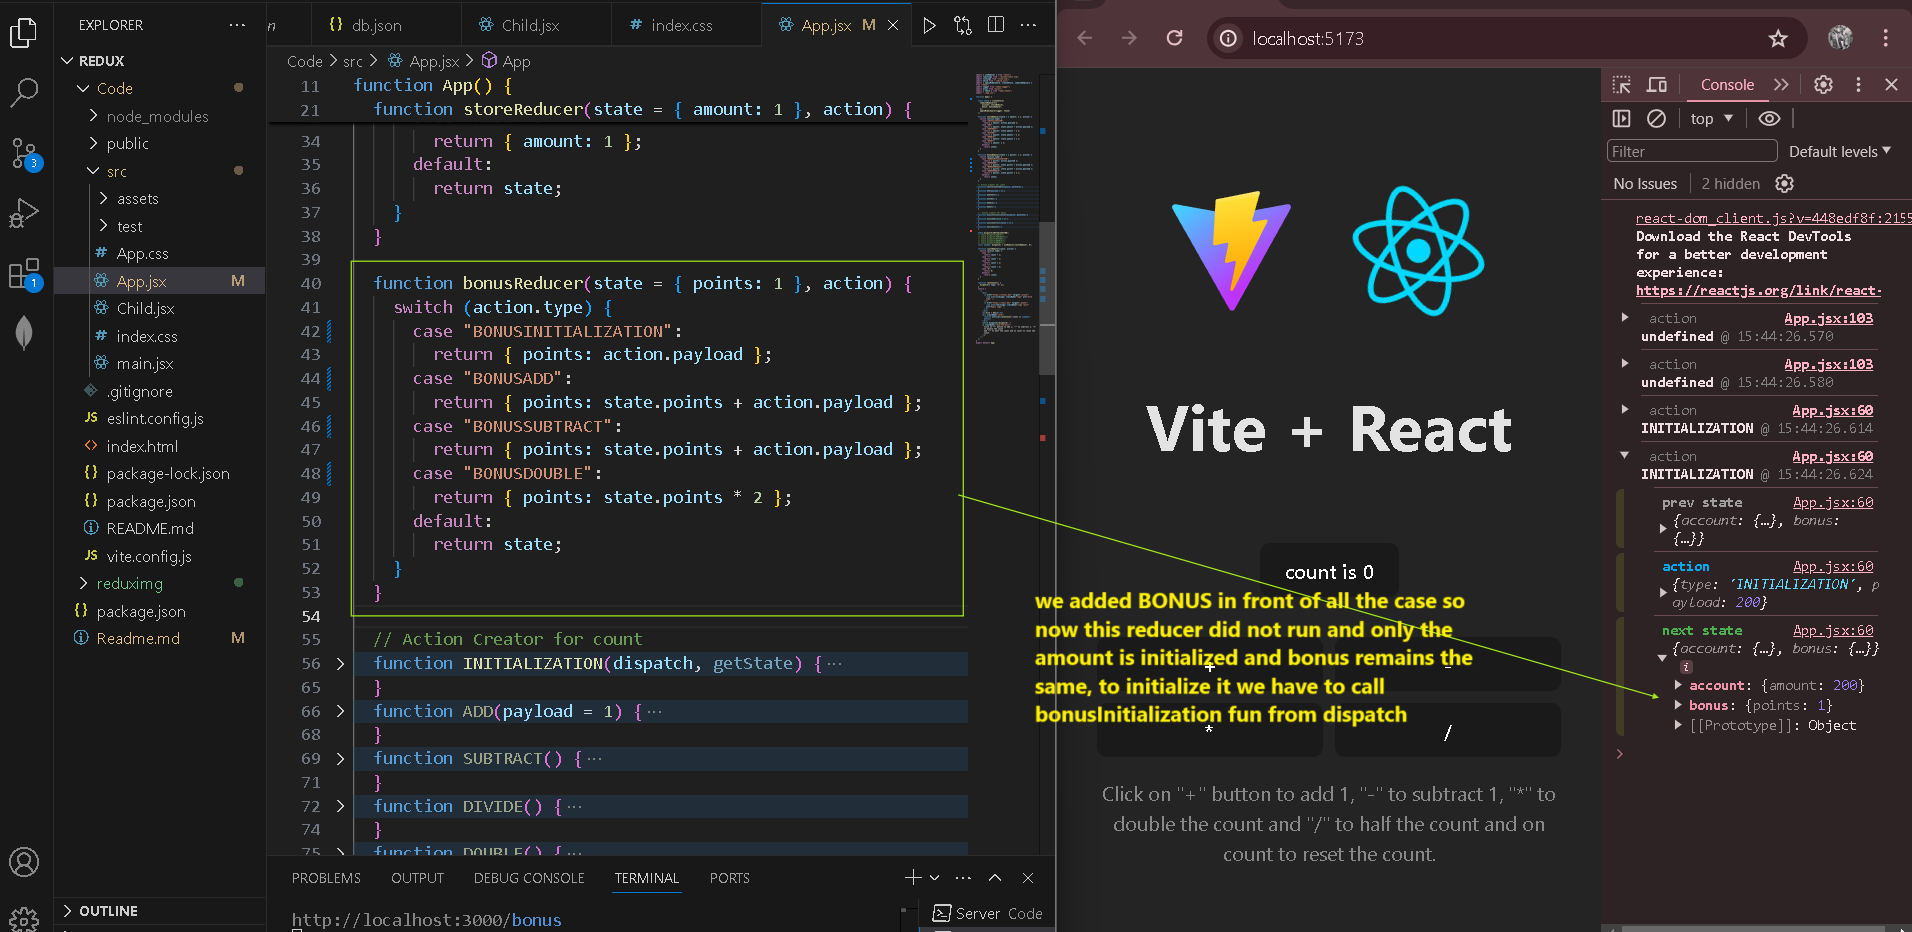 EXPLORER
REDUX
Code
node_modules
public
src
assets
test
App.css
App.jsx M
Child.jsx
index.css
main.jsx
.gitignore
eslint.config.js
index.html
package-lock.json
package.json
README.md
vite.config.js
reduximg
package.json
Readme.md M
OUTLINE
3
1
n
db.json
Child.jsx
index.css
App.jsx M
Code > src > App.jsx > App
11 function App() {
21 function storeReducer(state = { amount: 1 }, action) {
34 return { amount: 1 };
35 default:
36 return state;
37 }
38 }
39
40 function bonusReducer(state = { points: 1 }, action) {
41 switch (action.type) {
42 case "BONUSINITIALIZATION":
43 return { points: action.payload };
44 case "BONUSADD":
45 return { points: state.points + action.payload };
46 case "BONUSSUBTRACT":
47 return { points: state.points + action.payload };
48 case "BONUSDOUBLE":
49 return { points: state.points * 2 };
50 default:
51 return state;
52 }
53 }
54
55 // Action Creator for count
56 function INITIALIZATION(dispatch, getState) { ...
65 }
66 function ADD(payload = 1) { ...
68 }
69 function SUBTRACT() { ...
71 }
72 function DIVIDE() { ...
74 }
75 function DOUBLE() { ...
PROBLEMS OUTPUT DEBUG CONSOLE TERMINAL PORTS
http://localhost:3000/bonus
Server Code
localhost:5173
Vite + React
count is 0
+
-
*
/
we added BONUS in front of all the case so
now this reducer did not run and only the
amount is initialized and bonus remains the
same, to initialize it we have to call
bonusInitialization fun from dispatch
Click on "+" button to add 1, "-" to subtract 1, "*" to
double the count and "/" to half the count and on
count to reset the count.
Console
top
Filter
Default levels
No Issues 2 hidden
react-dom_client.js?v=448edf8f:2155
Download the React DevTools
for a better development
experience:
https://reactjs.org/link/react-
action App.jsx:103
undefined @ 15:44:26.570
action App.jsx:103
undefined @ 15:44:26.580
action App.jsx:60
INITIALIZATION @ 15:44:26.614
action App.jsx:60
INITIALIZATION @ 15:44:26.624
prev state App.jsx:60
{account: {…}, bonus:
{…}}
action App.jsx:60
{type: 'INITIALIZATION', p
ayload: 200}
next state App.jsx:60
{account: {…}, bonus: {…}}
i
account: {amount: 200}
bonus: {points: 1}
[[Prototype]]: Object